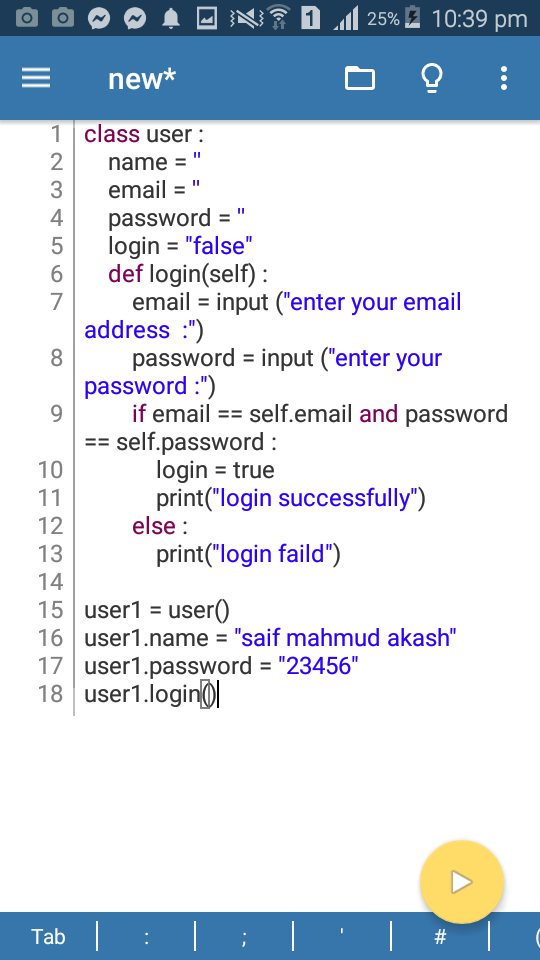 1 25% 10:39 pm
new*
1 class user :
2 name = ''
3 email = ''
4 password = ''
5 login = "false"
6 def login(self) :
7 email = input ("enter your email
address  :")
8 password = input ("enter your
password :")
9 if email == self.email and password
== self.password :
10 login = true
11 print("login successfully")
12 else :
13 print("login faild")
14
15 user1 = user()
16 user1.name = "saif mahmud akash"
17 user1.password = "23456"
18 user1.login()
Tab : ; ' # (